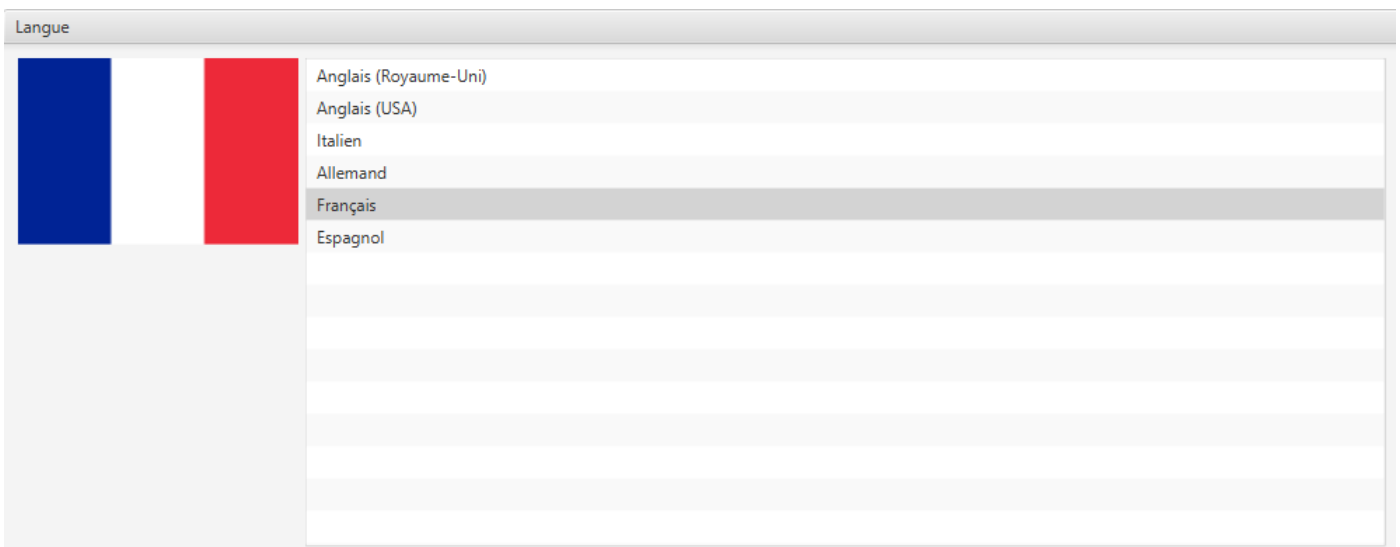 Langue
Anglais (Royaume-Uni)
Anglais (USA)
Italien
Allemand
Français
Espagnol